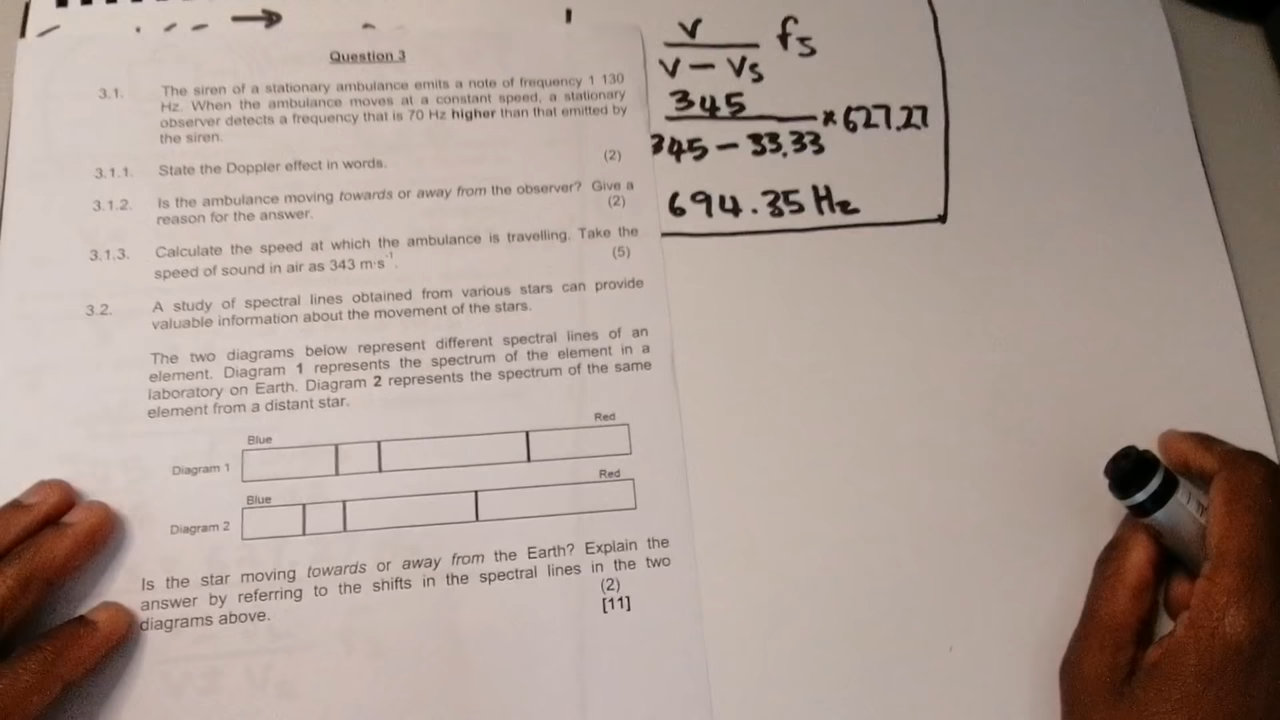 Question 3
3.1. The siren of a stationary ambulance emits a note of frequency 1 130
Hz. When the ambulance moves at a constant speed, a stationary
observer detects a frequency that is 70 Hz higher than that emitted by
the siren.
3.1.1. State the Doppler effect in words. (2)
3.1.2. Is the ambulance moving towards or away from the observer? Give a
reason for the answer. (2)
3.1.3. Calculate the speed at which the ambulance is travelling. Take the
speed of sound in air as 343 m·s⁻¹. (5)
3.2. A study of spectral lines obtained from various stars can provide
valuable information about the movement of the stars.
The two diagrams below represent different spectral lines of an
element. Diagram 1 represents the spectrum of the element in a
laboratory on Earth. Diagram 2 represents the spectrum of the same
element from a distant star.
Blue Red
Diagram 1
Blue Red
Diagram 2
Is the star moving towards or away from the Earth? Explain the
answer by referring to the shifts in the spectral lines in the two
diagrams above. (2)
[11]
V
V - Vs fs
345
345 - 33.33 × 627.27
694.35 Hz